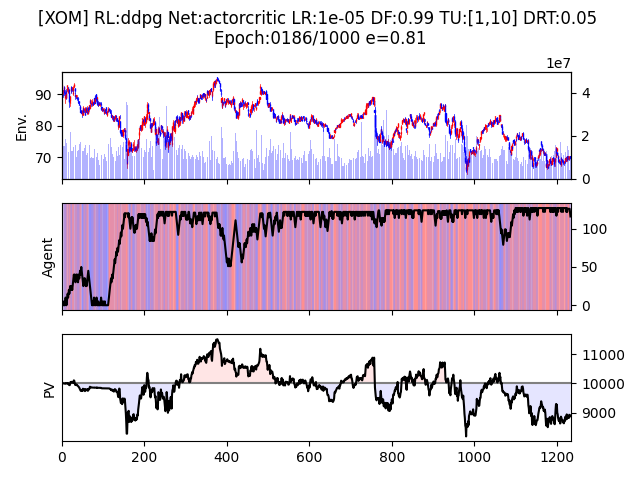 [XOM] RL:ddpg Net:actorcritic LR:1e-05 DF:0.99 TU:[1,10] DRT:0.05
Epoch:0186/1000 e=0.81
1e7
Env.
90
80
70
4
2
0
Agent
100
50
0
PV
11000
10000
9000
0 200 400 600 800 1000 1200